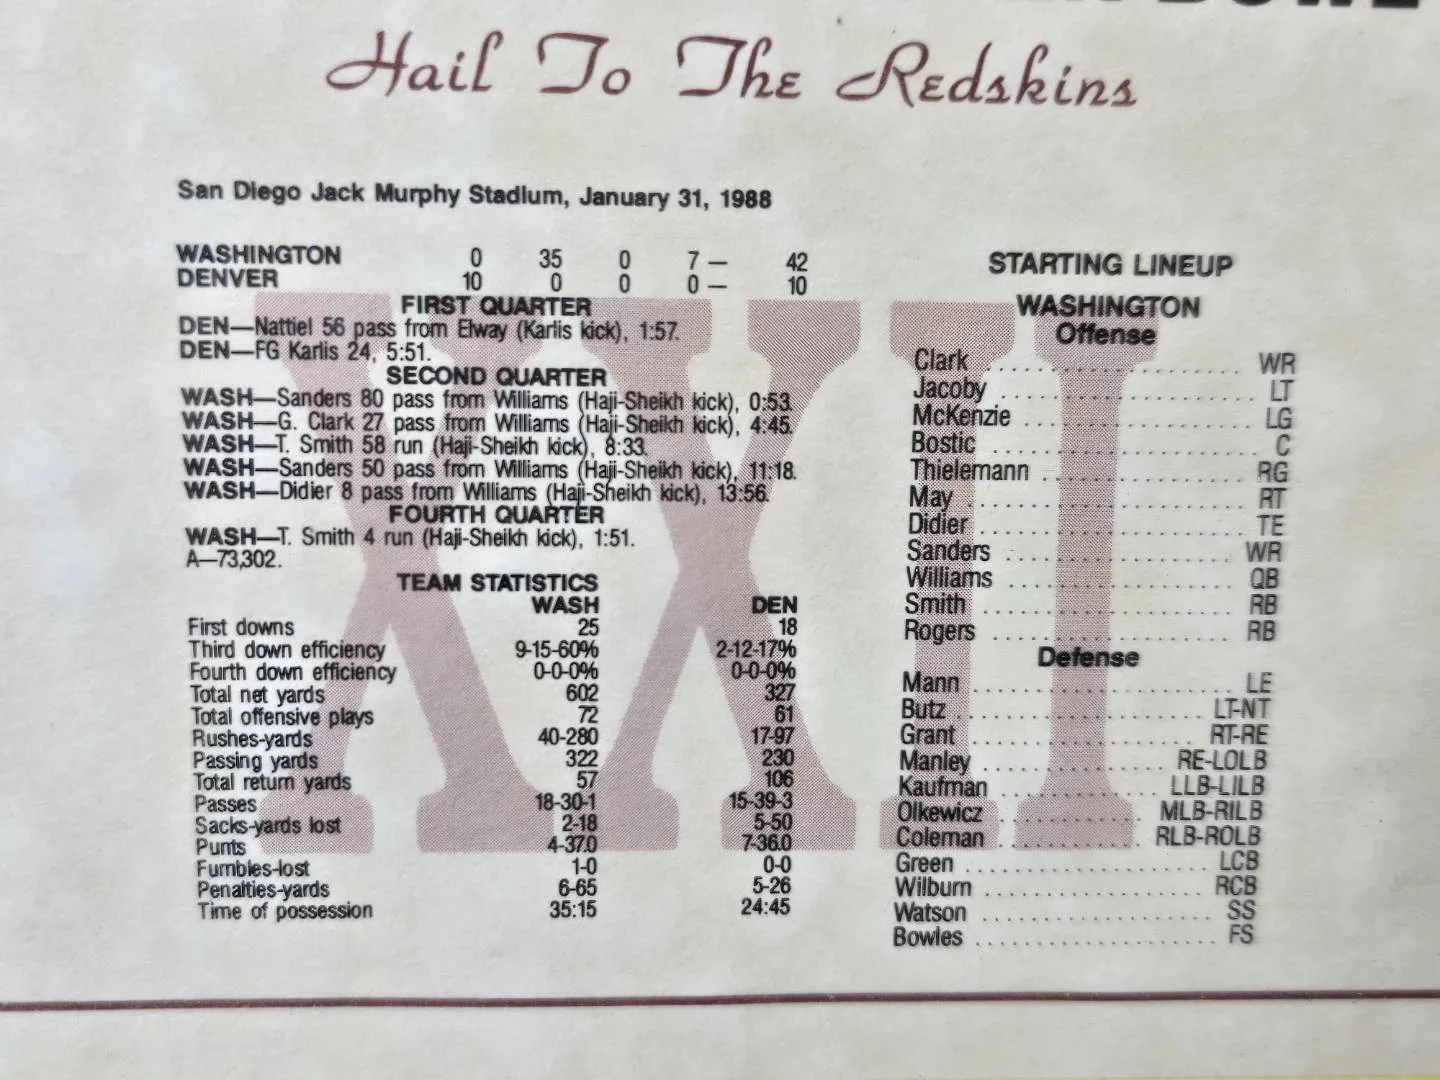 Hail To The Redskins
San Diego Jack Murphy Stadium, January 31, 1988
WASHINGTON 0 35 0 7 — 42
DENVER 10 0 0 0 — 10
FIRST QUARTER
DEN—Nattiel 56 pass from Elway (Karlis kick), 1:57.
DEN—FG Karlis 24, 5:51.
SECOND QUARTER
WASH—Sanders 80 pass from Williams (Haji-Sheikh kick), 0:53.
WASH—G. Clark 27 pass from Williams (Haji-Sheikh kick), 4:45.
WASH—T. Smith 58 run (Haji-Sheikh kick), 8:33.
WASH—Sanders 50 pass from Williams (Haji-Sheikh kick), 11:18.
WASH—Didier 8 pass from Williams (Haji-Sheikh kick), 13:56.
FOURTH QUARTER
WASH—T. Smith 4 run (Haji-Sheikh kick), 1:51.
A—73,302.
TEAM STATISTICS
WASH DEN
First downs 25 18
Third down efficiency 9-15-60% 2-12-17%
Fourth down efficiency 0-0-0% 0-0-0%
Total net yards 602 327
Total offensive plays 72 61
Rushes-yards 40-280 17-97
Passing yards 322 230
Total return yards 57 106
Passes 18-30-1 15-39-3
Sacks-yards lost 2-18 5-50
Punts 4-37.0 7-36.0
Fumbles-lost 1-0 0-0
Penalties-yards 6-65 5-26
Time of possession 35:15 24:45
STARTING LINEUP
WASHINGTON
Offense
Clark WR
Jacoby LT
McKenzie LG
Bostic C
Thielemann RG
May RT
Didier TE
Sanders WR
Williams QB
Smith RB
Rogers RB
Defense
Mann LE
Butz LT-NT
Grant RT-RE
Manley RE-LOLB
Kaufman LLB-LILB
Olkewicz MLB-RILB
Coleman RLB-ROLB
Green LCB
Wilburn RCB
Watson SS
Bowles FS
XXII